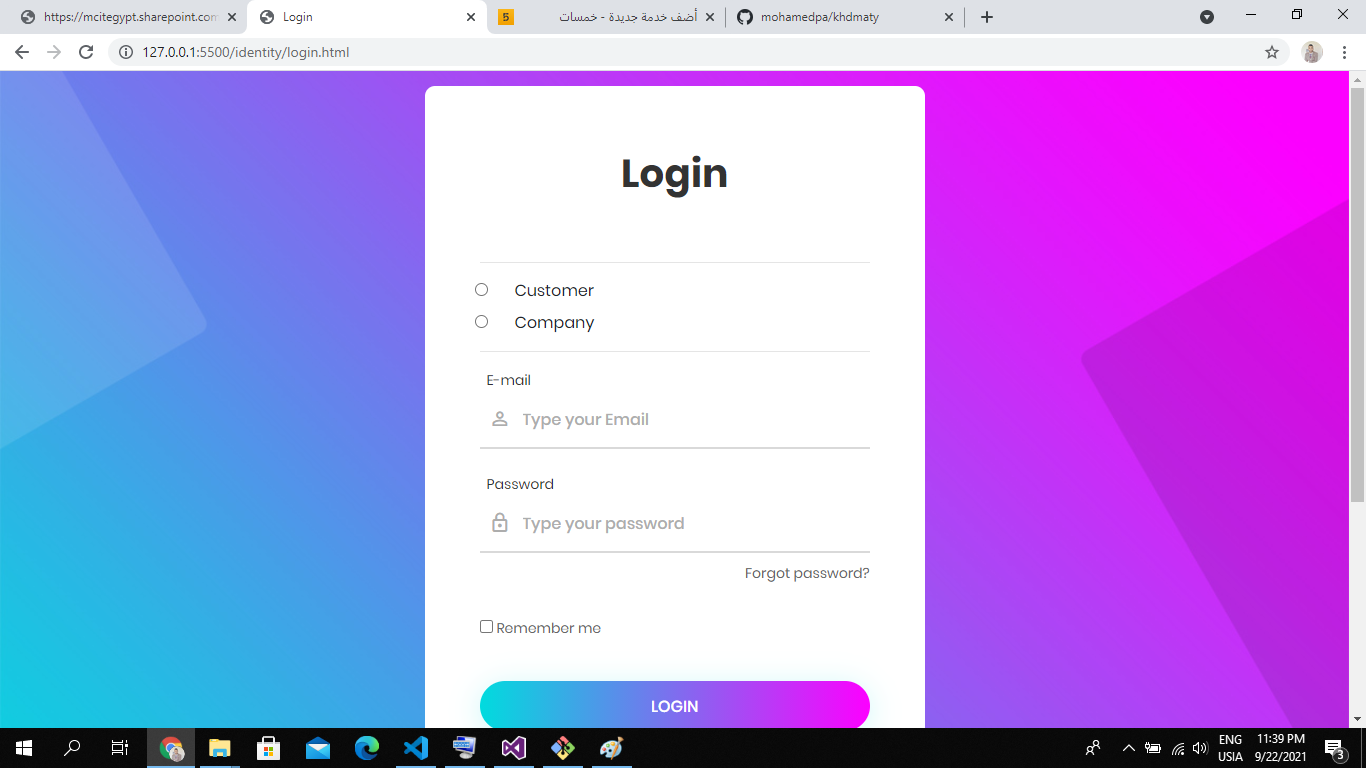 https://mcitegypt.sharepoint.com
Login
5
أضف خدمة جديدة - خمسات
mohamedpa/khdmaty
127.0.0.1:5500/identity/login.html
Login
Customer
Company
E-mail
Type your Email
Password
Type your password
Forgot password?
Remember me
LOGIN
ENG
USIA
11:39 PM
9/22/2021
3